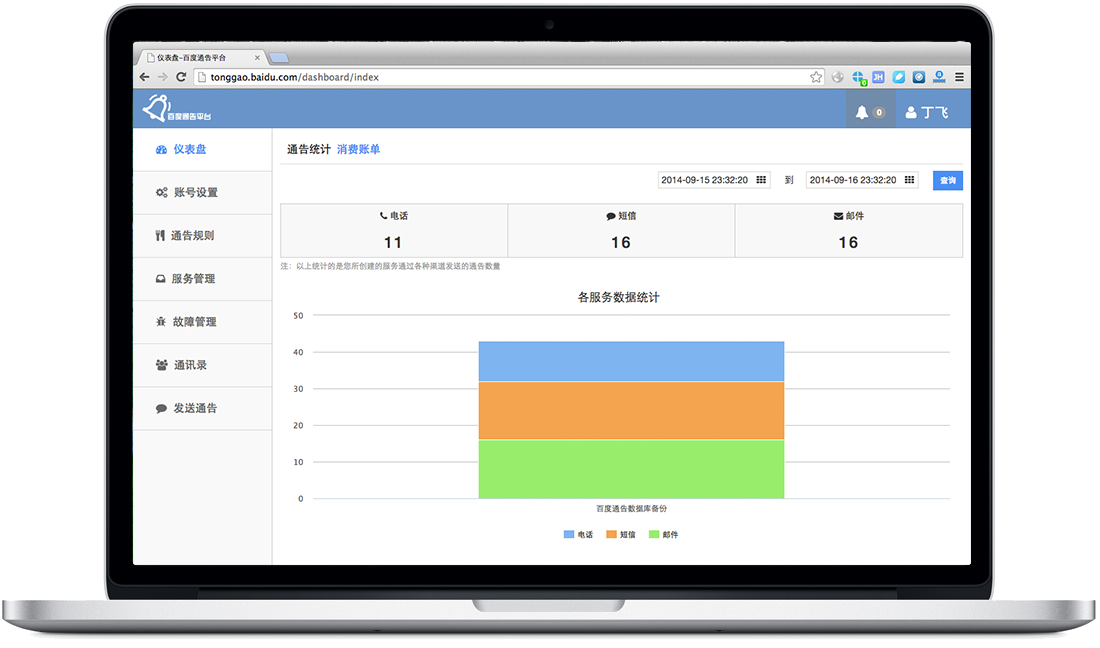 仪表盘-百度通告平台
tonggao.baidu.com/dashboard/index
JH
百度通告平台
0
丁飞
仪表盘
账号设置
通告规则
服务管理
故障管理
通讯录
发送通告
通告统计 消费账单
2014-09-15 23:32:20 到 2014-09-16 23:32:20 查询
电话 短信 邮件
11 16 16
注：以上统计的是您所创建的服务通过各种渠道发送的通告数量
各服务数据统计
50
40
30
20
10
0
百度通告数据库备份
电话 短信 邮件